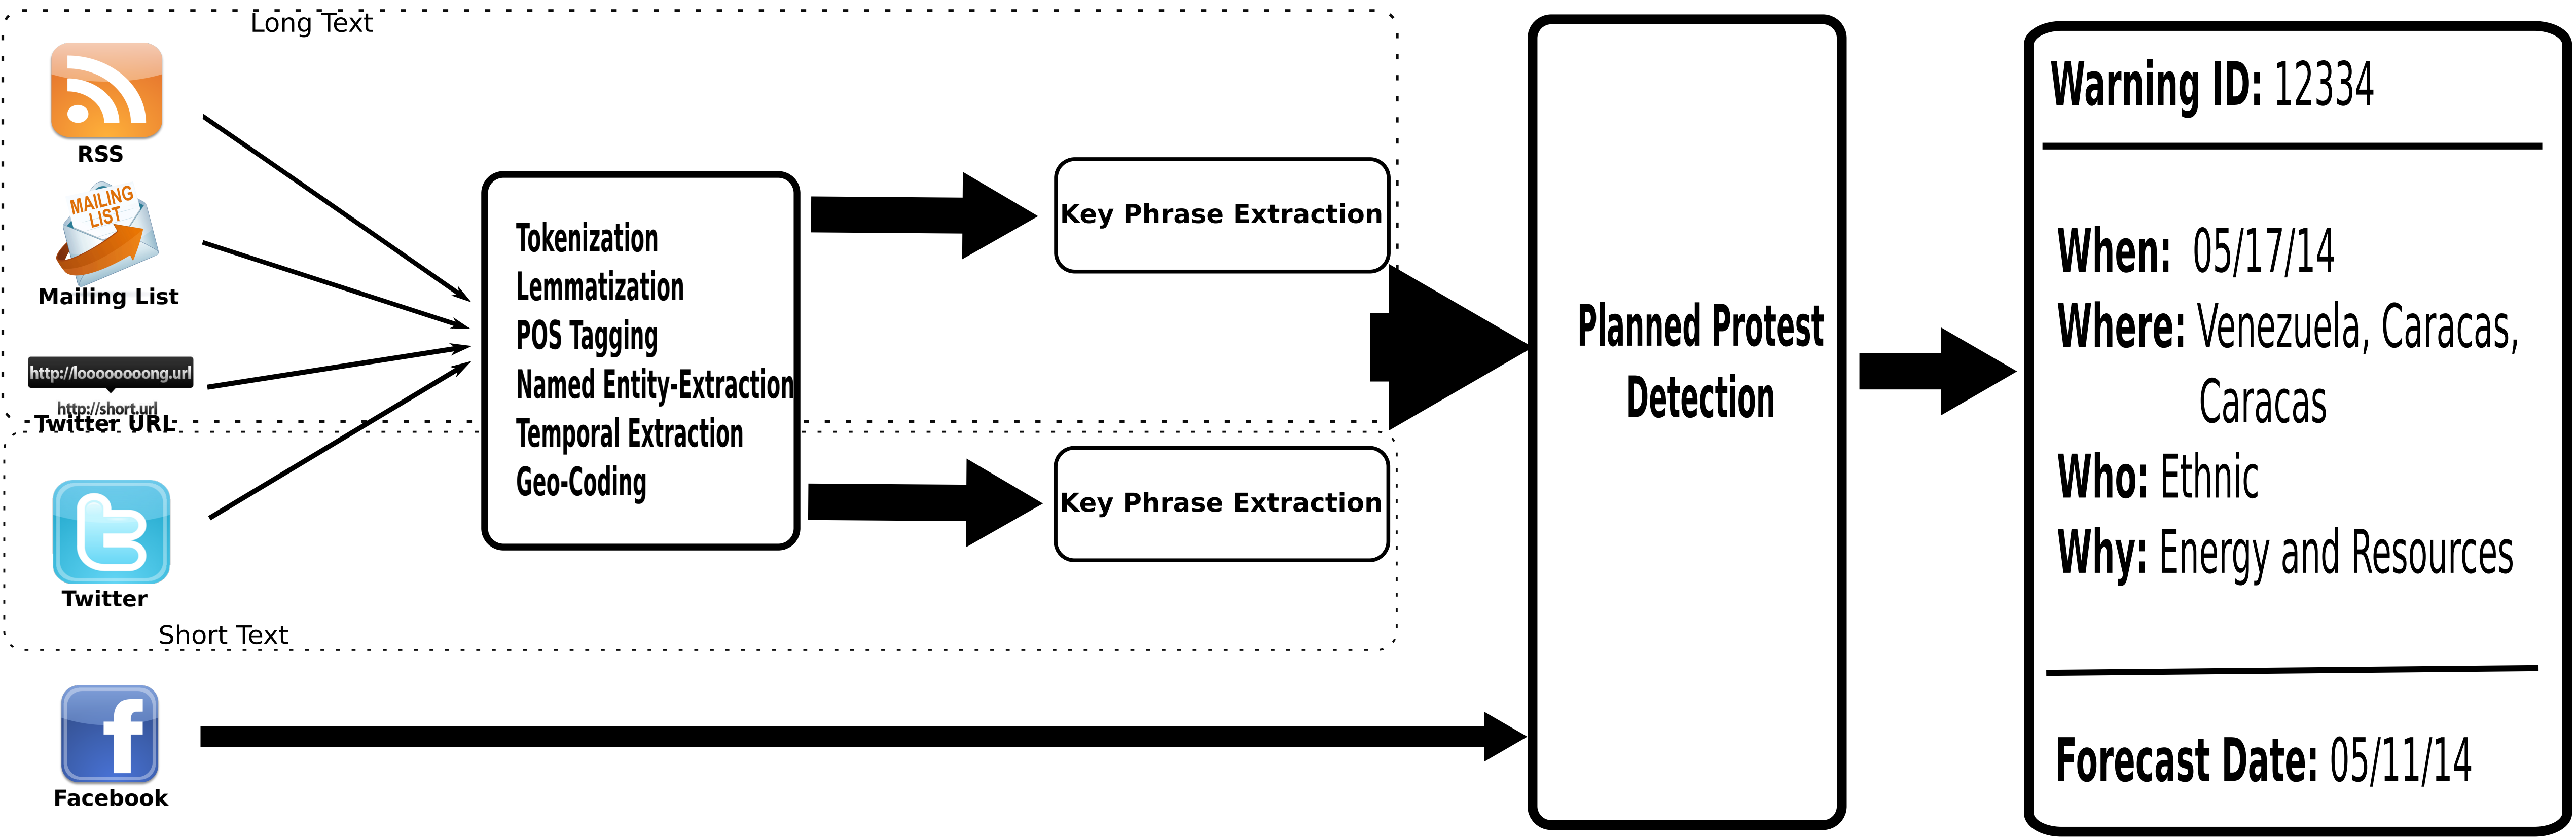 Long Text
RSS
MAILING
LIST
Mailing List
http://loooooooong.url
http://short.url
Twitter URL
Twitter
Short Text
Facebook
Tokenization
Lemmatization
POS Tagging
Named Entity-Extraction
Temporal Extraction
Geo-Coding
Key Phrase Extraction
Key Phrase Extraction
Planned Protest
Detection
Warning ID: 12334
When: 05/17/14
Where: Venezuela, Caracas,
Caracas
Who: Ethnic
Why: Energy and Resources
Forecast Date: 05/11/14